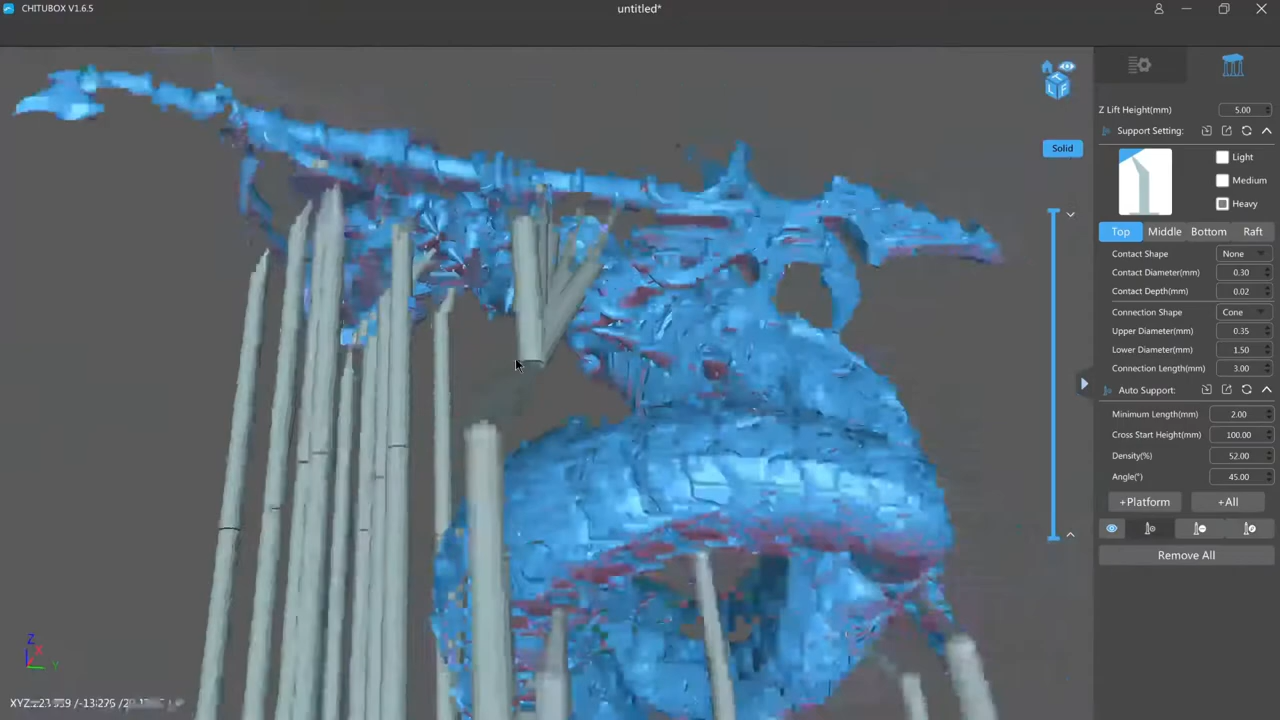 CHITUBOX V1.6.5
untitled*
Z Lift Height(mm) 5.00
Support Setting:
Light
Medium
Heavy
Solid
Top Middle Bottom Raft
Contact Shape None
Contact Diameter(mm) 0.30
Contact Depth(mm) 0.02
Connection Shape Cone
Upper Diameter(mm) 0.35
Lower Diameter(mm) 1.50
Connection Length(mm) 3.00
Auto Support:
Minimum Length(mm) 2.00
Cross Start Height(mm) 100.00
Density(%) 52.00
Angle(°) 45.00
+Platform +All
Remove All
Z
X
Y